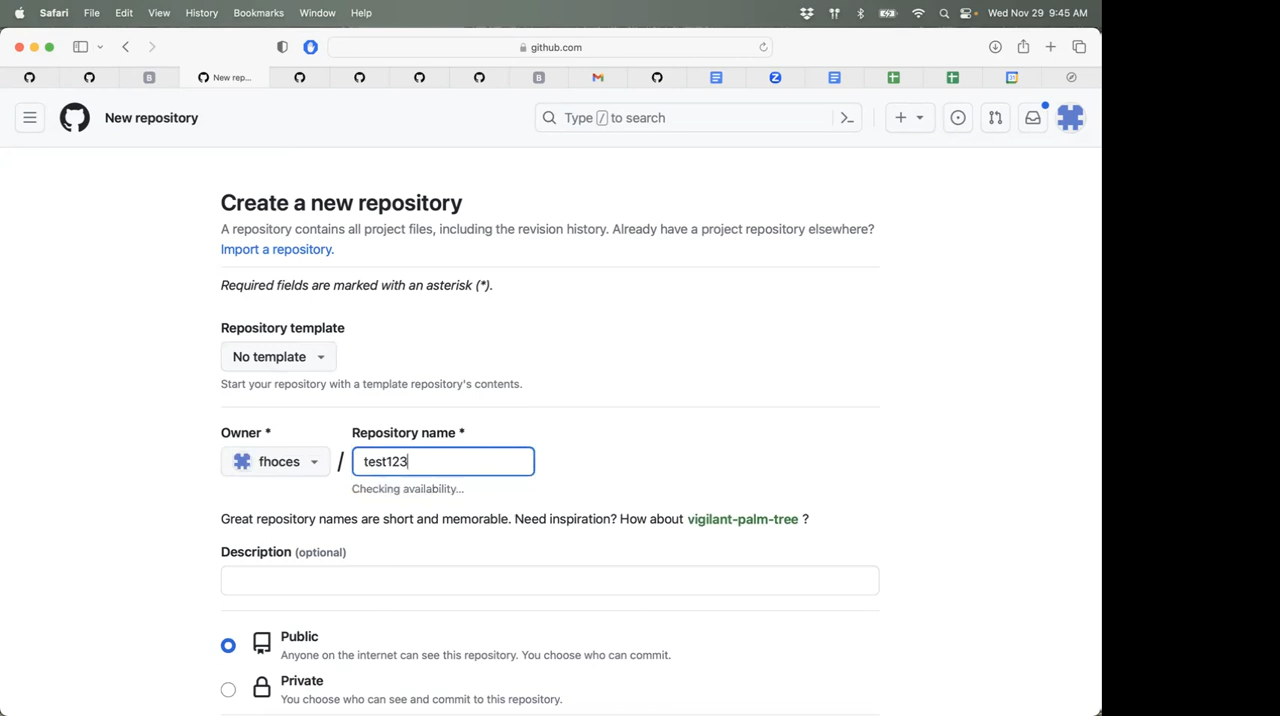 Safari File Edit View History Bookmarks Window Help Wed Nov 29 9:45 AM
github.com
New rep...
New repository
Type / to search
Create a new repository
A repository contains all project files, including the revision history. Already have a project repository elsewhere?
Import a repository.
Required fields are marked with an asterisk (*).
Repository template
No template
Start your repository with a template repository's contents.
Owner * Repository name *
fhoces / test123
Checking availability...
Great repository names are short and memorable. Need inspiration? How about vigilant-palm-tree ?
Description (optional)
Public
Anyone on the internet can see this repository. You choose who can commit.
Private
You choose who can see and commit to this repository.